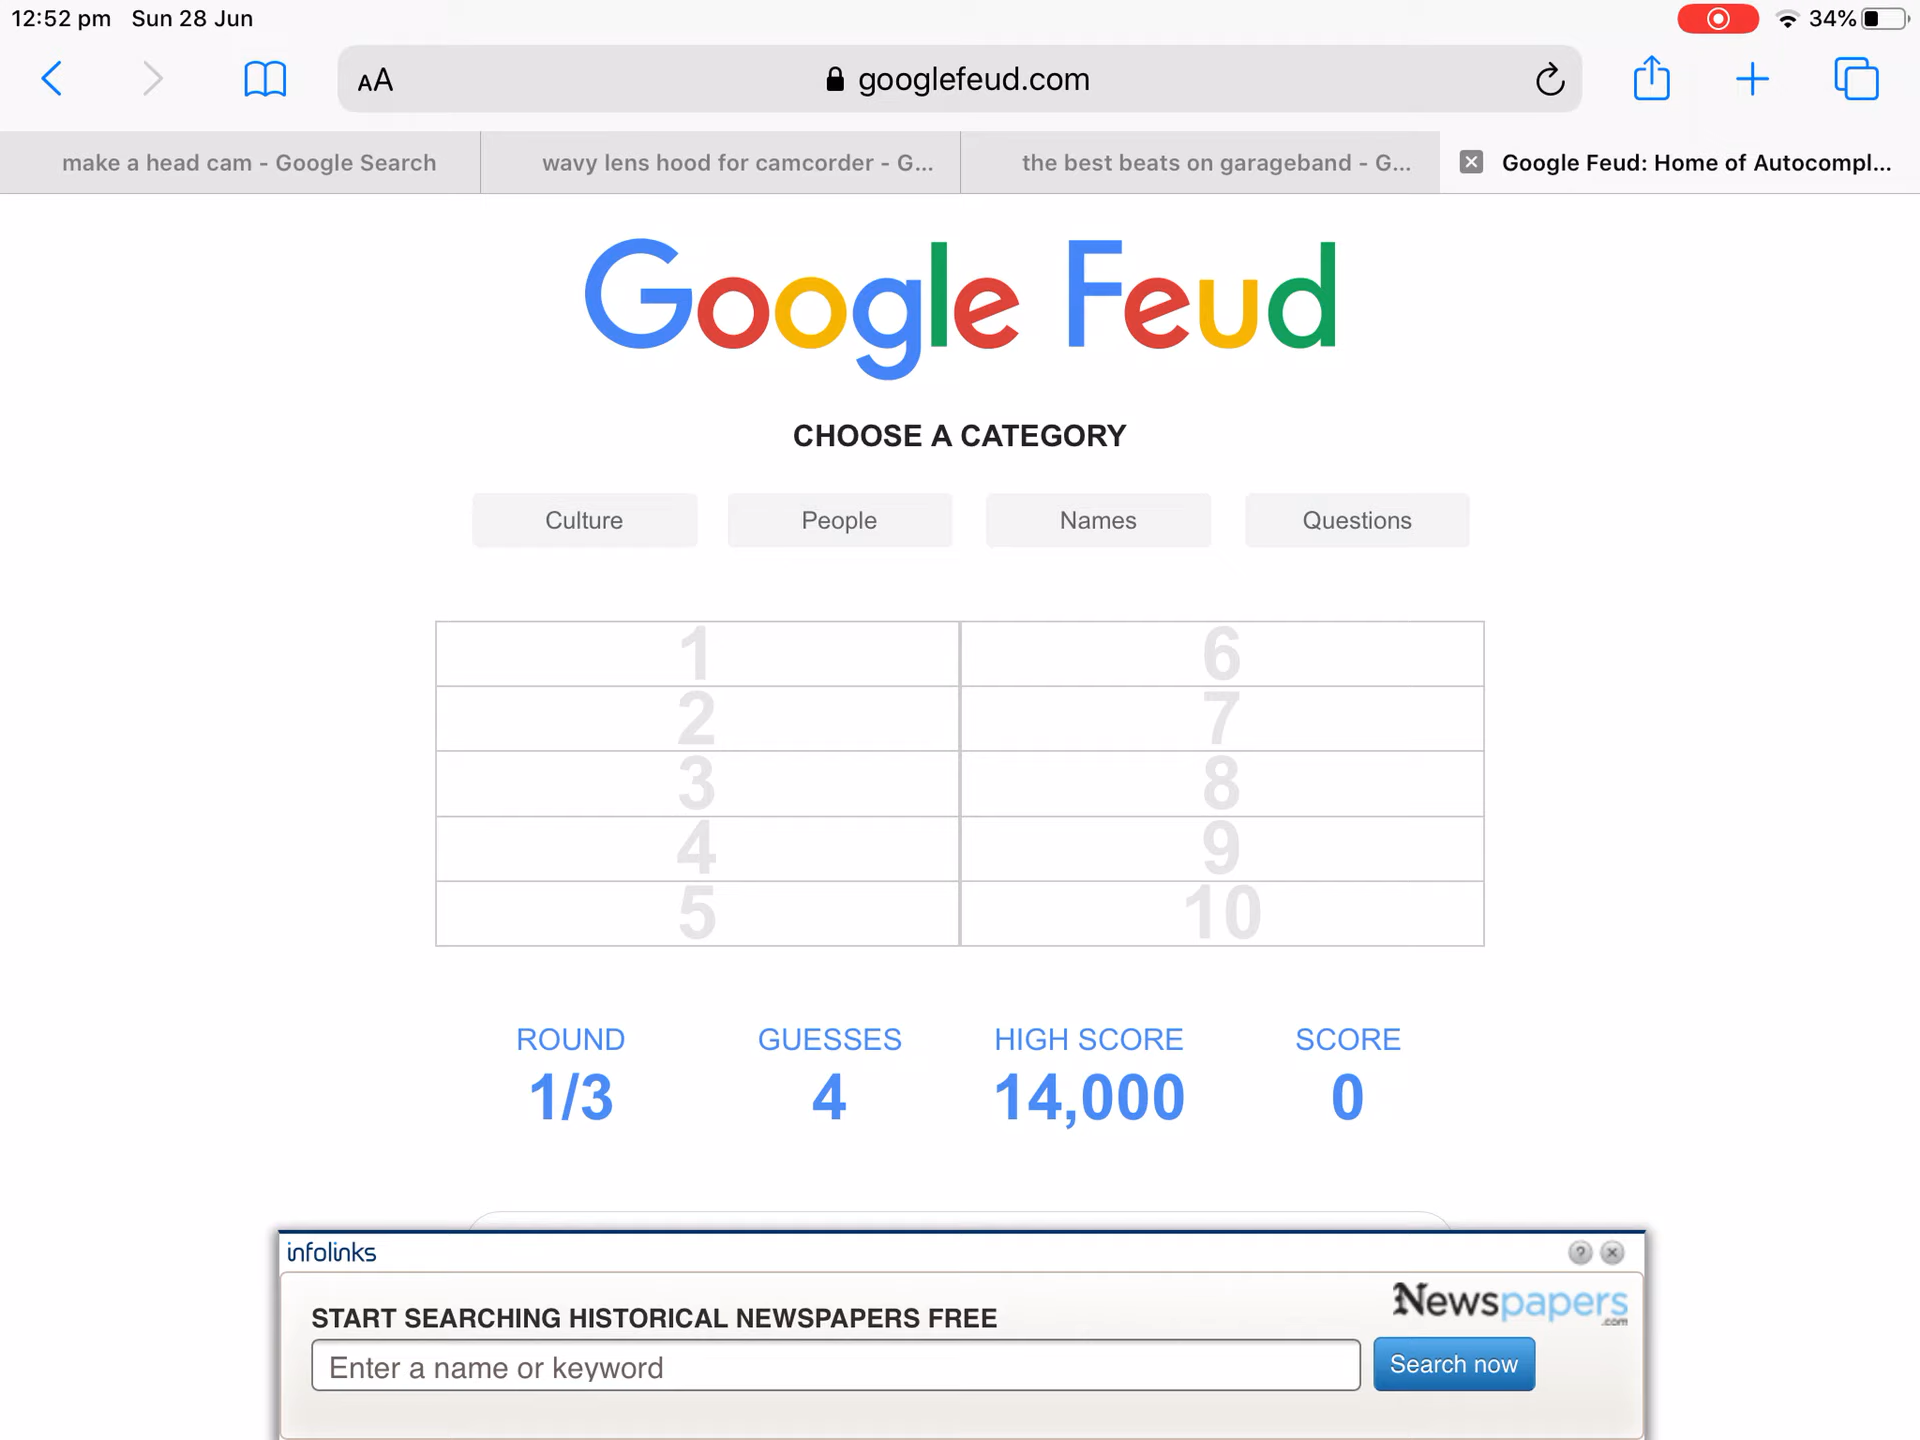 12:52 pm Sun 28 Jun 34%
AA googlefeud.com
make a head cam - Google Search wavy lens hood for camcorder - G... the best beats on garageband - G... Google Feud: Home of Autocompl...
Google Feud
CHOOSE A CATEGORY
Culture People Names Questions
1 6
2 7
3 8
4 9
5 10
ROUND GUESSES HIGH SCORE SCORE
1/3 4 14,000 0
infolinks ?
Newspapers
.com
START SEARCHING HISTORICAL NEWSPAPERS FREE
Enter a name or keyword Search now